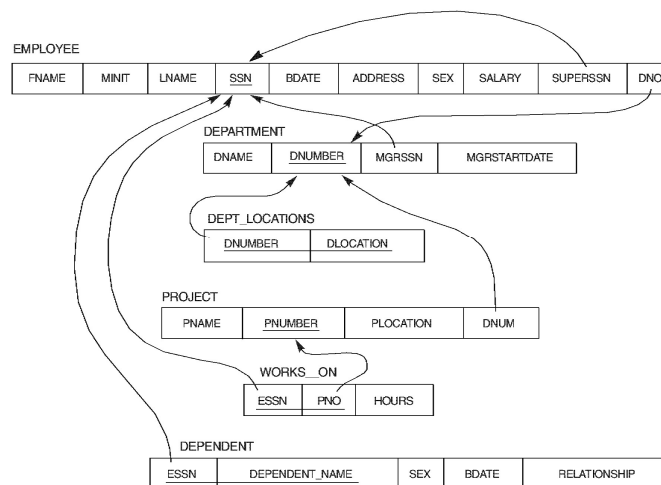 EMPLOYEE
FNAME MINIT LNAME SSN BDATE ADDRESS SEX SALARY SUPERSSN DNO
DEPARTMENT
DNAME DNUMBER MGRSSN MGRSTARTDATE
DEPT_LOCATIONS
DNUMBER DLOCATION
PROJECT
PNAME PNUMBER PLOCATION DNUM
WORKS__ON
ESSN PNO HOURS
DEPENDENT
ESSN DEPENDENT_NAME SEX BDATE RELATIONSHIP